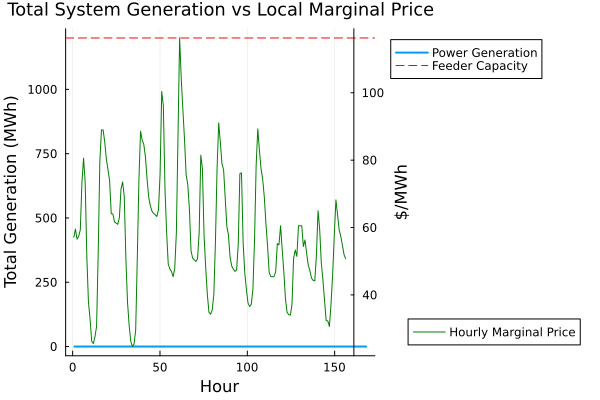 Total System Generation vs Local Marginal Price
Power Generation
Feeder Capacity
1000
750
500
250
0
100
80
60
40
Total Generation (MWh)
$/MWh
Hourly Marginal Price
0
50
100
150
Hour